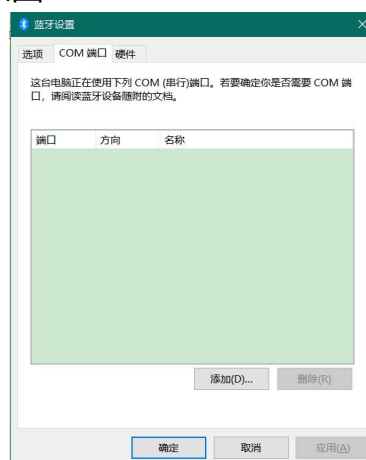 蓝牙设置
选项 COM 端口 硬件
这台电脑正在使用下列 COM (串行)端口。若要确定你是否需要 COM 端
口，请阅读蓝牙设备随附的文档。
端口 方向 名称
添加(D)... 删除(R)
确定 取消 应用(A)